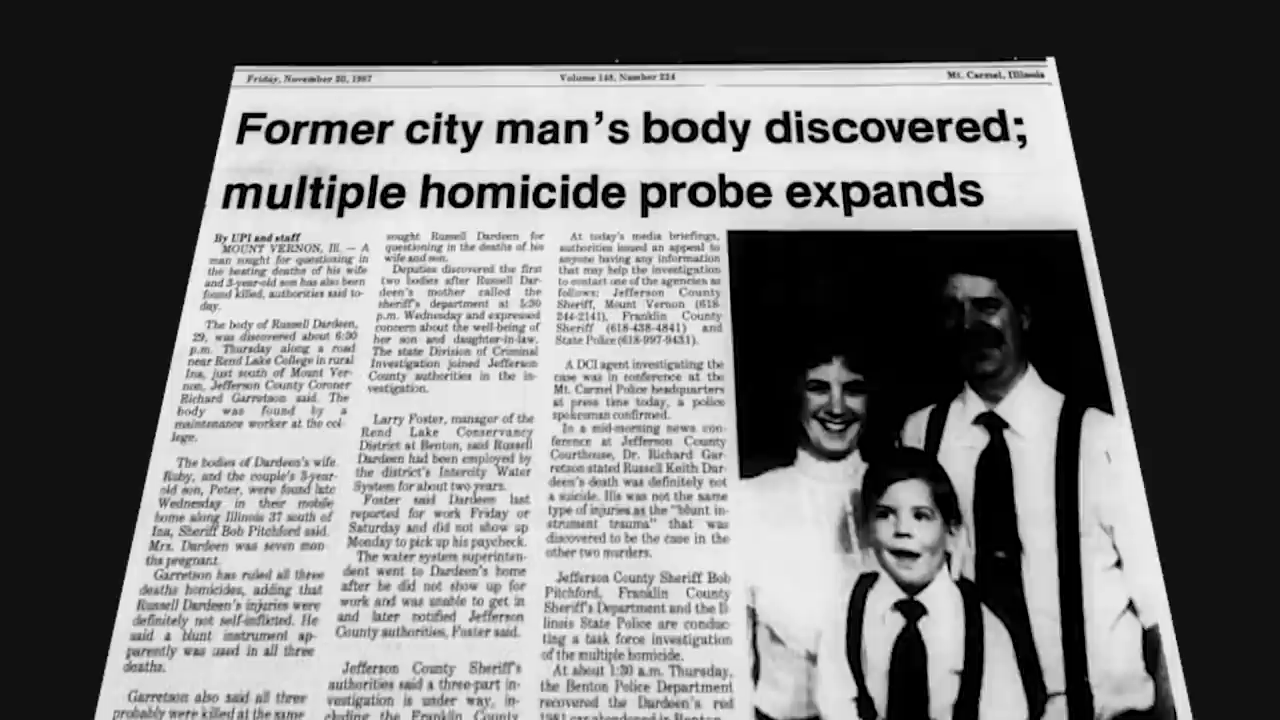 Friday, November 20, 1987
Volume 148, Number 224
Mt. Carmel, Illinois
Former city man's body discovered;
multiple homicide probe expands
By UPI and staff
MOUNT VERNON, Ill. — A
man sought for questioning in
the beating deaths of his wife
and 3-year-old son has also been
found killed, authorities said to-
day.
The body of Russell Dardeen,
29, was discovered about 6:30
p.m. Thursday along a road
near Rend Lake College in rural
Ina, just south of Mount Ver-
non, Jefferson County Coroner
Richard Garretson said. The
body was found by a
maintenance worker at the col-
lege.
The bodies of Dardeen's wife
Ruby, and the couple's 3-year-
old son, Peter, were found late
Wednesday in their mobile
home along Illinois 37 south of
Ina, Sheriff Bob Pitchford said.
Mrs. Dardeen was seven mon-
ths pregnant.
Garretson has ruled all three
deaths homicides, adding that
Russell Dardeen's injuries were
definitely not self-inflicted. He
said a blunt instrument ap-
parently was used in all three
deaths.
Garretson also said all three
probably were killed at the same
sought Russell Dardeen for
questioning in the deaths of his
wife and son.
Deputies discovered the first
two bodies after Russell Dar-
deen's mother called the
sheriff's department at 5:30
p.m. Wednesday and expressed
concern about the well-being of
her son and daughter-in-law.
The state Division of Criminal
Investigation joined Jefferson
County authorities in the in-
vestigation.
Larry Foster, manager of the
Rend Lake Conservancy
District at Benton, said Russell
Dardeen had been employed by
the district's Intercity Water
System for about two years.
Foster said Dardeen last
reported for work Friday or
Saturday and did not show up
Monday to pick up his paycheck.
The water system superinten-
dent went to Dardeen's home
after he did not show up for
work and was unable to get in
and later notified Jefferson
County authorities, Foster said.
Jefferson County Sheriff's
authorities said a three-part in-
vestigation is under way, in-
cluding the Franklin County
At today's media briefings,
authorities issued an appeal to
anyone having any information
that may help the investigation
to contact one of the agencies as
follows: Jefferson County
Sheriff, Mount Vernon (618-
244-2141), Franklin County
Sheriff (618-438-4841) and
State Police (618-997-9431).
A DCI agent investigating the
case was in conference at the
Mt. Carmel Police headquarters
at press time today, a police
spokesman confirmed.
In a mid-morning news con-
ference at Jefferson County
Courthouse, Dr. Richard Gar-
retson stated Russell Keith Dar-
deen's death was definitely not
a suicide. His was not the same
type of injuries as the "blunt in-
strument trauma" that was
discovered to be the case in the
other two murders.
Jefferson County Sheriff Bob
Pitchford, Franklin County
Sheriff's Department and the Il-
linois State Police are conduc-
ting a task force investigation
of the multiple homicide.
At about 1:30 a.m. Thursday,
the Benton Police Department
recovered the Dardeen's red
1981 car abandoned in Benton